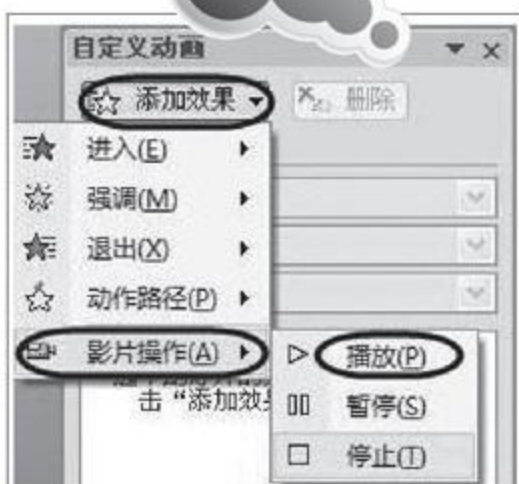 自定义动画
添加效果
删除
进入(E)
强调(M)
退出(X)
动作路径(P)
影片操作(A)
播放(P)
击“添加效
暂停(S)
停止(T)